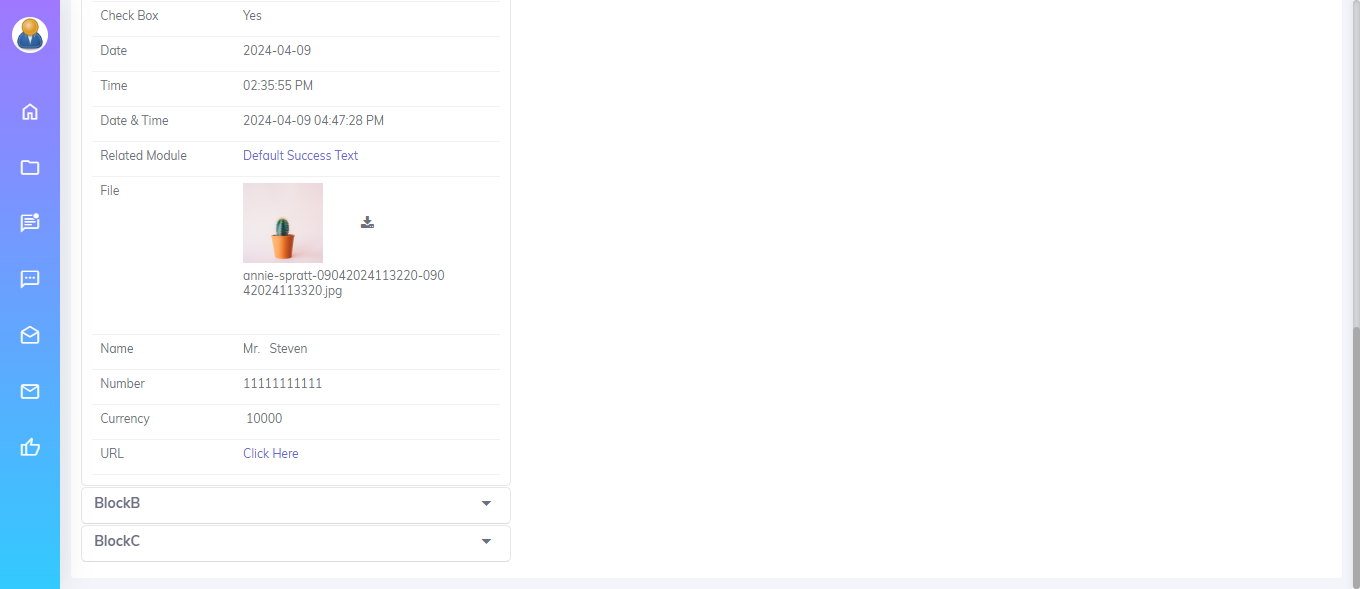 Check Box Yes
Date 2024-04-09
Time 02:35:55 PM
Date & Time 2024-04-09 04:47:28 PM
Related Module Default Success Text
File
annie-spratt-09042024113220-090
42024113320.jpg
Name Mr. Steven
Number 11111111111
Currency 10000
URL Click Here
BlockB
BlockC